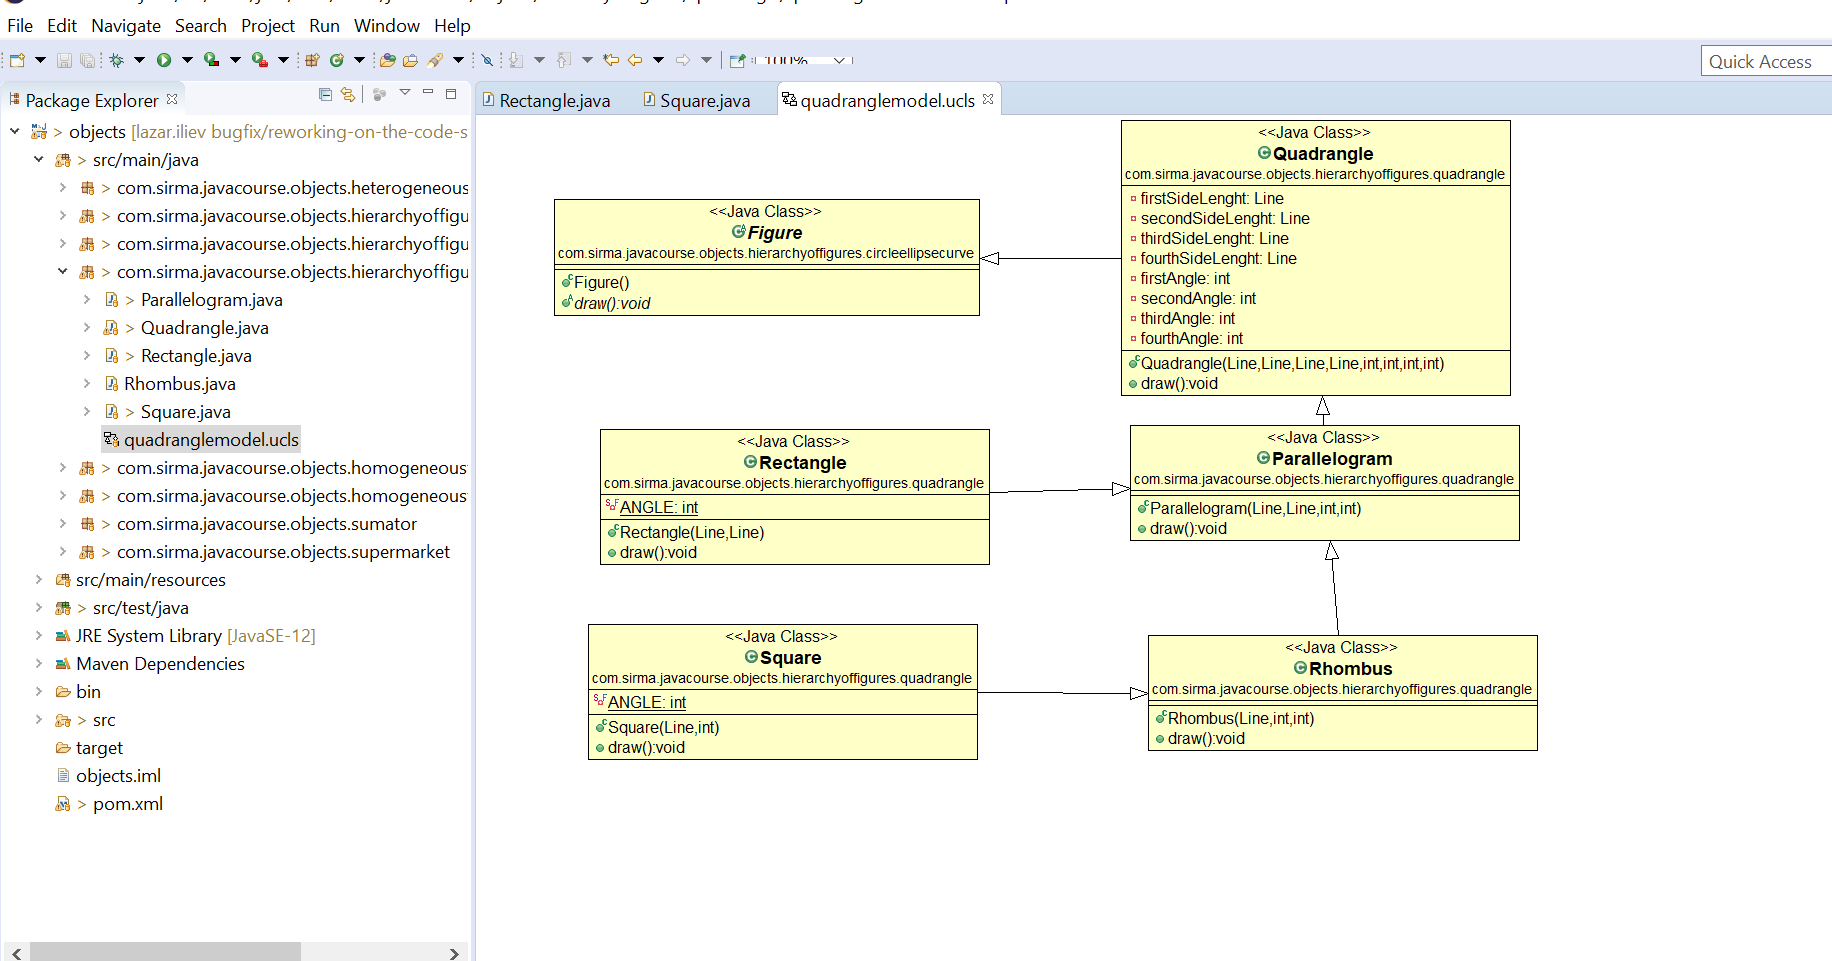 File Edit Navigate Search Project Run Window Help
100%
Quick Access
Package Explorer
Rectangle.java
Square.java
quadranglemodel.ucls
> objects [lazar.iliev bugfix/reworking-on-the-code-s
> src/main/java
> com.sirma.javacourse.objects.heterogeneous
> com.sirma.javacourse.objects.hierarchyoffigu
> com.sirma.javacourse.objects.hierarchyoffigu
> com.sirma.javacourse.objects.hierarchyoffigu
> Parallelogram.java
> Quadrangle.java
> Rectangle.java
Rhombus.java
> Square.java
quadranglemodel.ucls
> com.sirma.javacourse.objects.homogeneous
> com.sirma.javacourse.objects.homogeneous
> com.sirma.javacourse.objects.sumator
> com.sirma.javacourse.objects.supermarket
src/main/resources
> src/test/java
JRE System Library [JavaSE-12]
Maven Dependencies
bin
> src
target
objects.iml
> pom.xml
<<Java Class>>
Figure
com.sirma.javacourse.objects.hierarchyoffigures.circleellipsecurve
Figure()
draw():void
<<Java Class>>
Quadrangle
com.sirma.javacourse.objects.hierarchyoffigures.quadrangle
firstSideLenght: Line
secondSideLenght: Line
thirdSideLenght: Line
fourthSideLenght: Line
firstAngle: int
secondAngle: int
thirdAngle: int
fourthAngle: int
Quadrangle(Line,Line,Line,Line,int,int,int,int)
draw():void
<<Java Class>>
Rectangle
com.sirma.javacourse.objects.hierarchyoffigures.quadrangle
ANGLE: int
Rectangle(Line,Line)
draw():void
<<Java Class>>
Parallelogram
com.sirma.javacourse.objects.hierarchyoffigures.quadrangle
Parallelogram(Line,Line,int,int)
draw():void
<<Java Class>>
Square
com.sirma.javacourse.objects.hierarchyoffigures.quadrangle
ANGLE: int
Square(Line,int)
draw():void
<<Java Class>>
Rhombus
com.sirma.javacourse.objects.hierarchyoffigures.quadrangle
Rhombus(Line,int,int)
draw():void